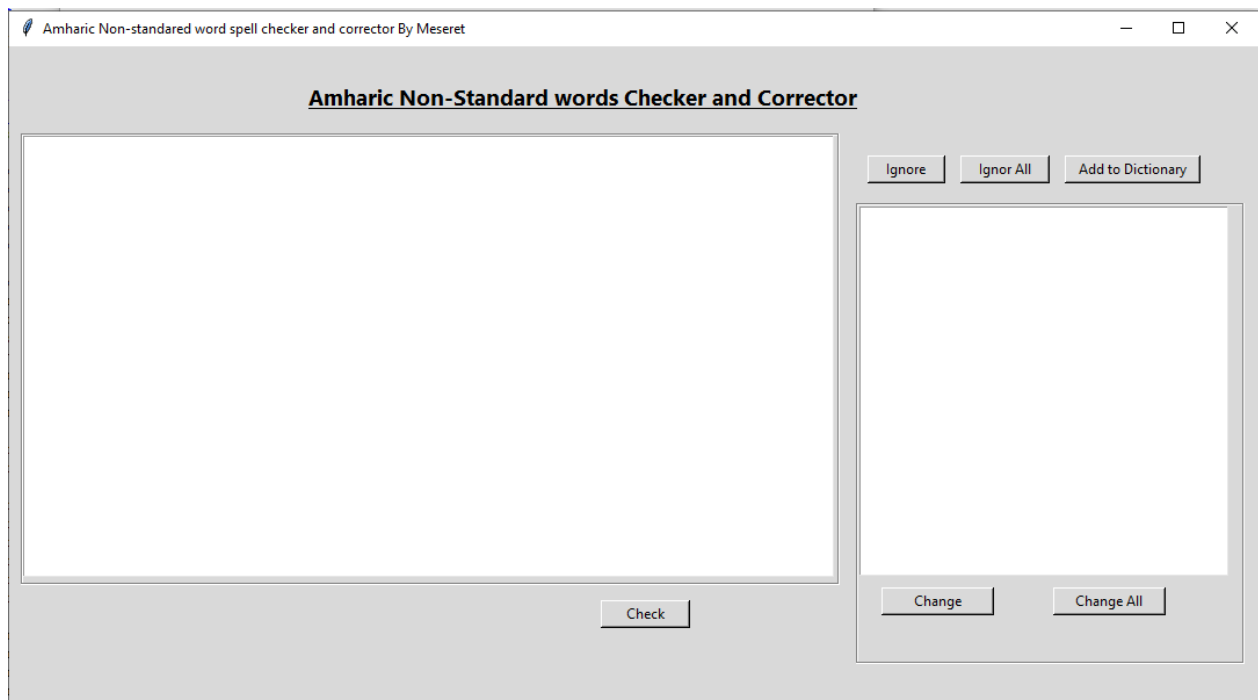 Amharic Non-standared word spell checker and corrector By Meseret
Amharic Non-Standard words Checker and Corrector
Ignore Ignor All Add to Dictionary
Change Change All
Check